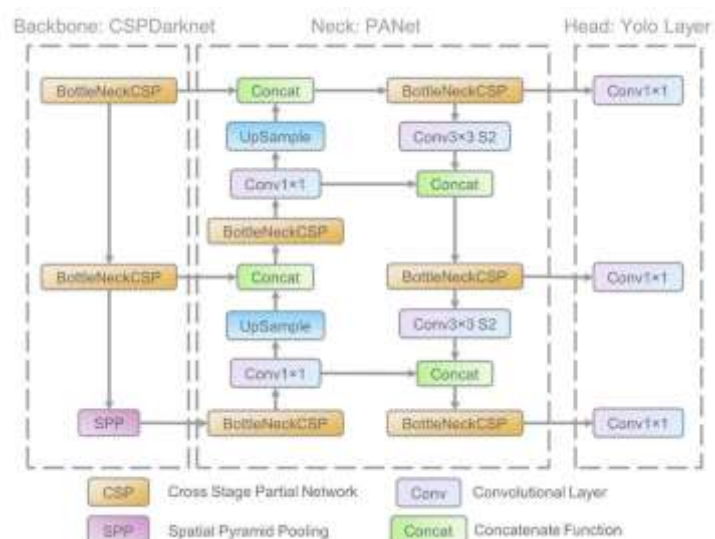 Backbone: CSPDarknet Neck: PANet Head: Yolo Layer
BottleNeckCSP Concat BottleNeckCSP Conv1×1
UpSample Conv3×3 S2
Conv1×1 Concat
BottleNeckCSP
BottleNeckCSP Concat BottleNeckCSP Conv1×1
UpSample Conv3×3 S2
Conv1×1 Concat
SPP BottleNeckCSP BottleNeckCSP Conv1×1
CSP Cross Stage Partial Network Conv Convolutional Layer
SPP Spatial Pyramid Pooling Concat Concatenate Function